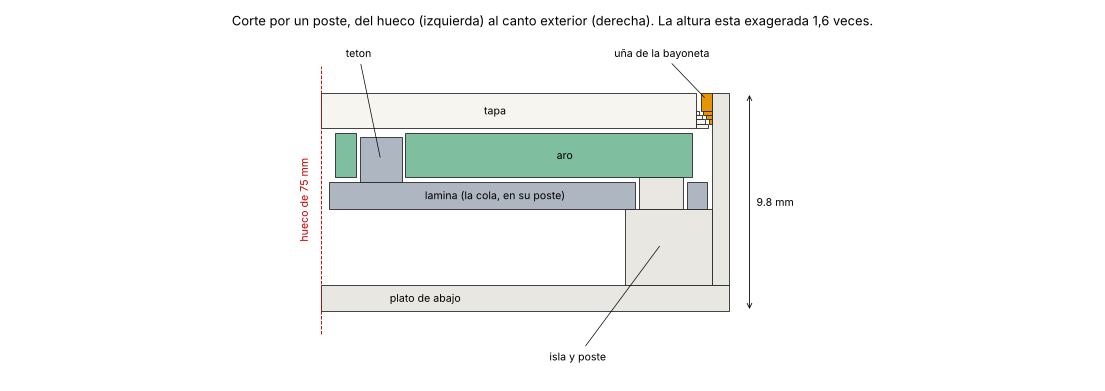 Corte por un poste, del hueco (izquierda) al canto exterior (derecha). La altura esta exagerada 1,6 veces.
teton
uña de la bayoneta
tapa
aro
hueco de 75 mm
lamina (la cola, en su poste)
9.8 mm
plato de abajo
isla y poste